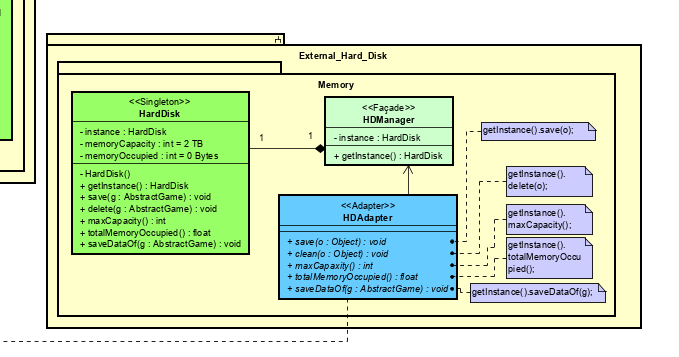 External_Hard_Disk
Memory
<<Singleton>>
HardDisk
- instance : HardDisk
- memoryCapacity : int = 2 TB
- memoryOccupied : int = 0 Bytes
- HardDisk()
+ getInstance() : HardDisk
+ save(g : AbstractGame) : void
+ delete(g : AbstractGame) : void
+ maxCapacity() : int
+ totalMemoryOccupied() : float
+ saveDataOf(g : AbstractGame) : void
1
1
<<Façade>>
HDManager
- instance : HardDisk
+ getInstance() : HardDisk
<<Adapter>>
HDAdapter
+ save(o : Object) : void
+ clean(o : Object) : void
+ maxCapaxity() : int
+ totalMemoryOccupied() : float
+ saveDataOf(g : AbstractGame) : void
getInstance().save(o);
getInstance().
delete(o);
getInstance().
maxCapacity();
getInstance().
totalMemoryOccu
pied();
getInstance().saveDataOf(g);